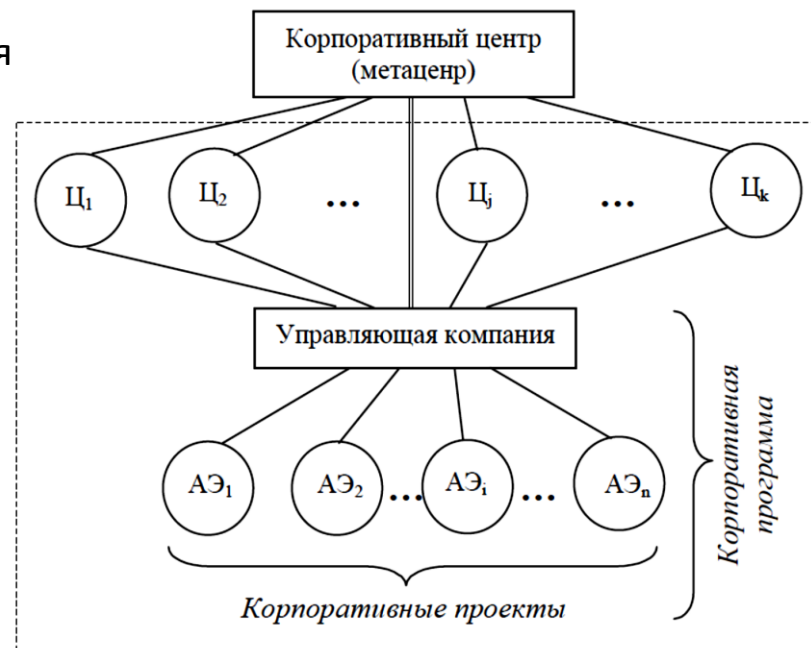 я
Корпоративный центр
(метаценр)
Ц1 Ц2 ... Цj ... Цk
Управляющая компания
АЭ1 АЭ2 ... АЭi ... АЭn
Корпоративные проекты
Корпоративная
программа